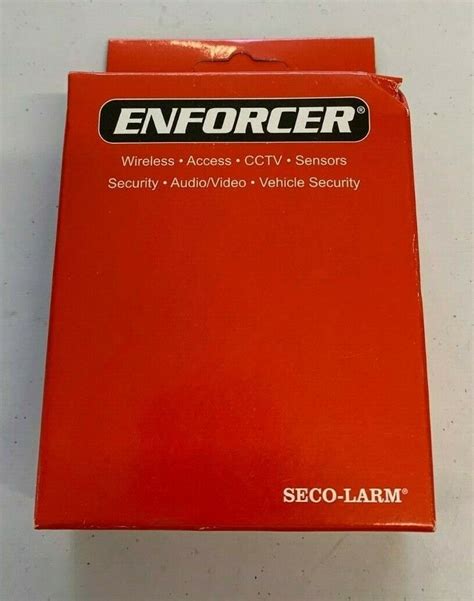 ENFORCER®
Wireless • Access • CCTV • Sensors
Security • Audio/Video • Vehicle Security
SECO-LARM®